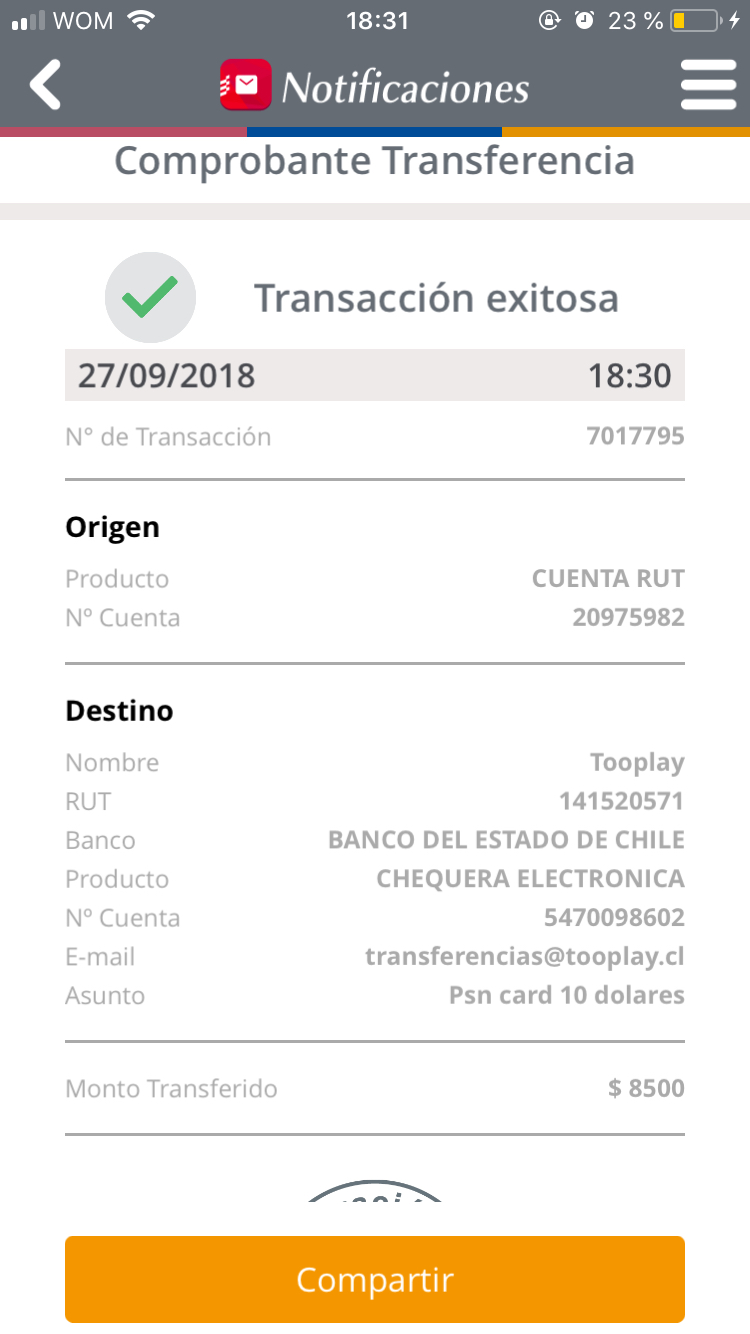 WOM 18:31 23 %
Notificaciones
Comprobante Transferencia
Transacción exitosa
27/09/2018 18:30
N° de Transacción 7017795
Origen
Producto CUENTA RUT
Nº Cuenta 20975982
Destino
Nombre Tooplay
RUT 141520571
Banco BANCO DEL ESTADO DE CHILE
Producto CHEQUERA ELECTRONICA
Nº Cuenta 5470098602
E-mail transferencias@tooplay.cl
Asunto Psn card 10 dolares
Monto Transferido $ 8500
Compartir